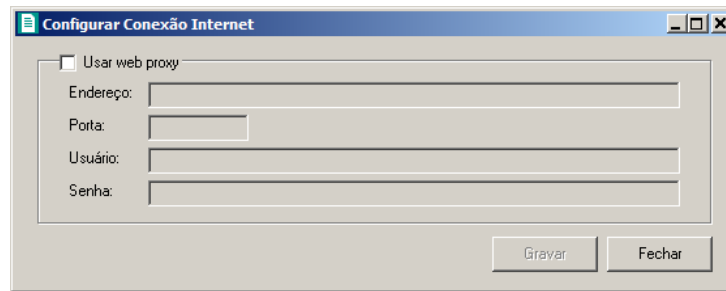 Configurar Conexão Internet
Usar web proxy
Endereço:
Porta:
Usuário:
Senha:
Gravar Fechar